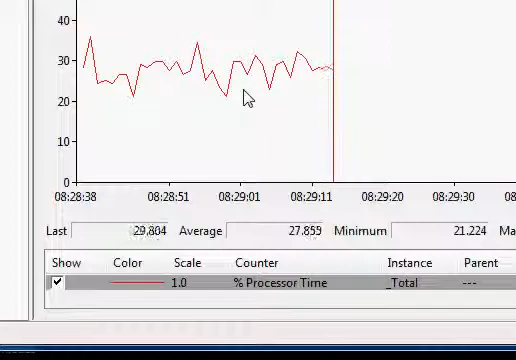 40
30
20
10
0
08:28:38 08:28:51 08:29:01 08:29:11 08:29:20 08:29:30
Last 29.804 Average 27.859 Minimum 21.224
Show Color Scale Counter Instance Parent
1.0 % Processor Time _Total ---